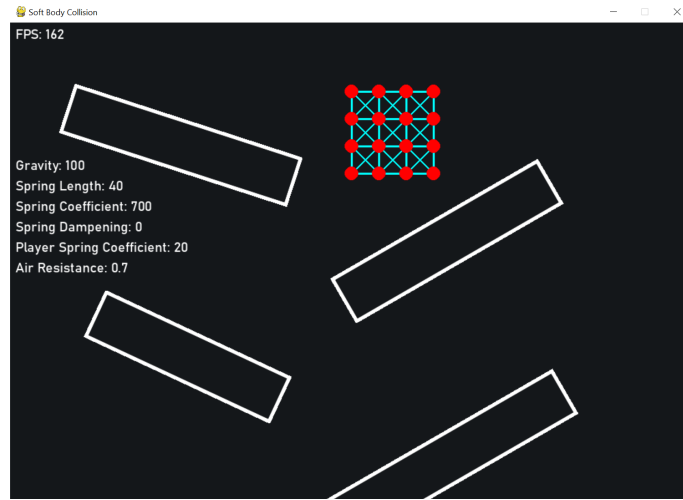 Soft Body Collision
FPS: 162
Gravity: 100
Spring Length: 40
Spring Coefficient: 700
Spring Dampening: 0
Player Spring Coefficient: 20
Air Resistance: 0.7